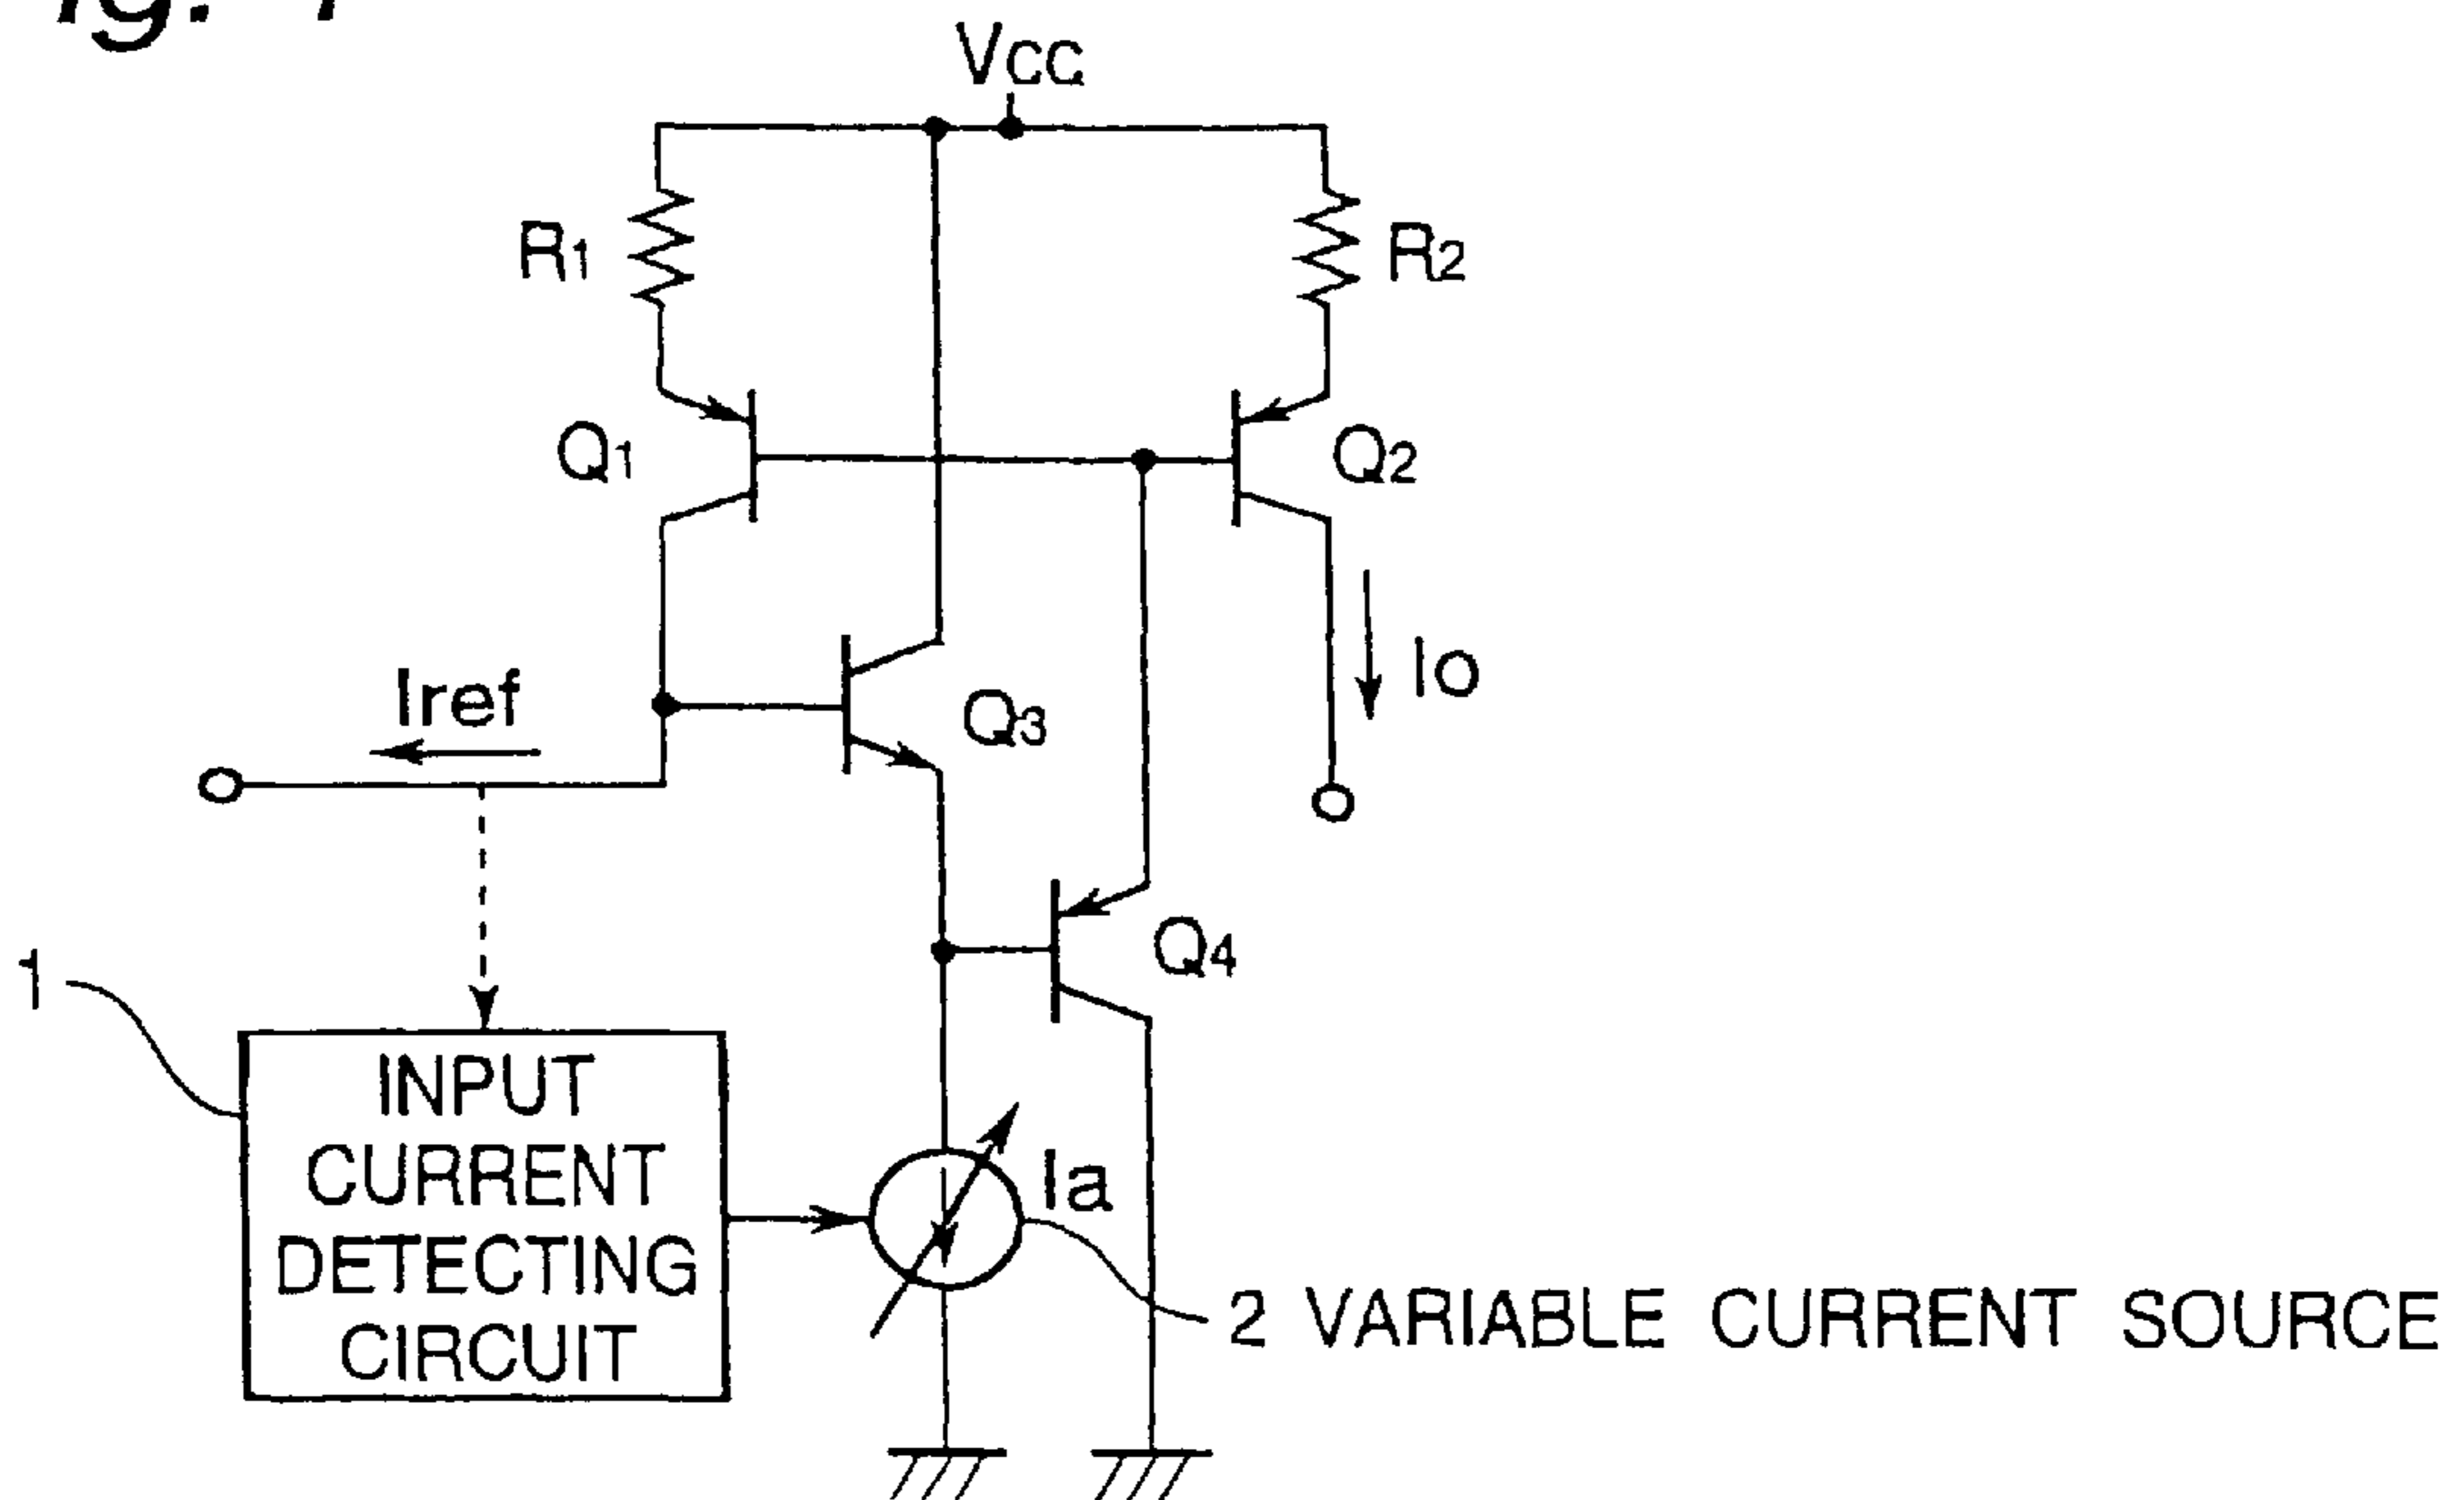 Vcc
R1
R2
Q1
Q2
Iref
Q3
Io
Q4
1
INPUT
CURRENT
DETECTING
CIRCUIT
Ia
2 VARIABLE CURRENT SOURCE